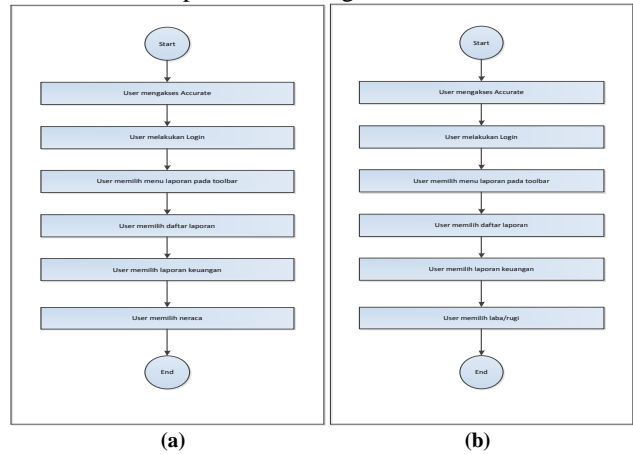 Start
User mengakses Accurate
User melakukan Login
User memilih menu laporan pada toolbar
User memilih daftar laporan
User memilih laporan keuangan
User memilih neraca
End
(a)
Start
User mengakses Accurate
User melakukan Login
User memilih menu laporan pada toolbar
User memilih daftar laporan
User memilih laporan keuangan
User memilih laba/rugi
End
(b)